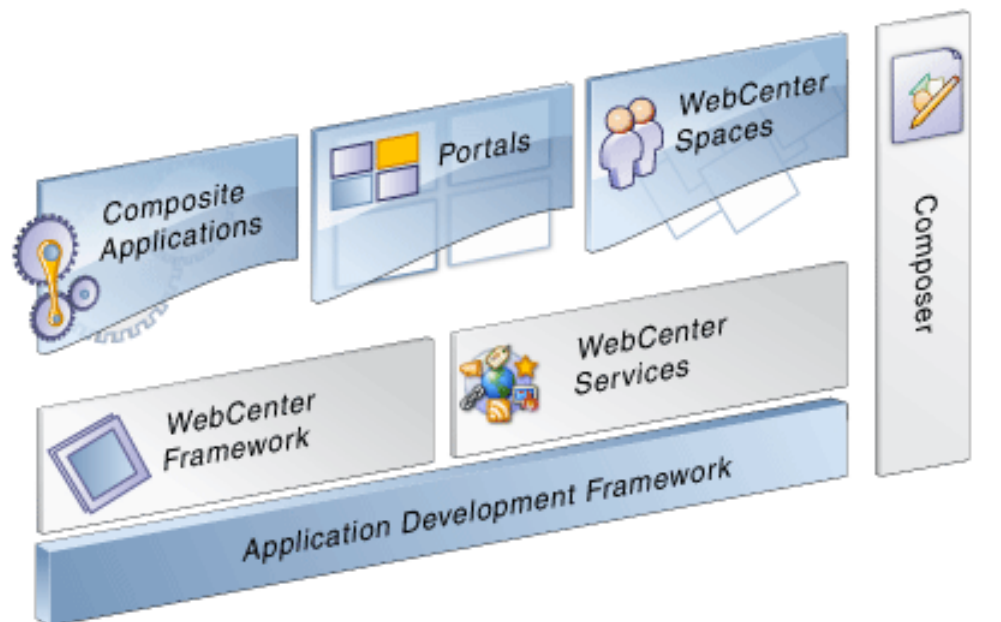 Composite
Applications
Portals
WebCenter
Spaces
Composer
WebCenter
Framework
WebCenter
Services
Application Development Framework